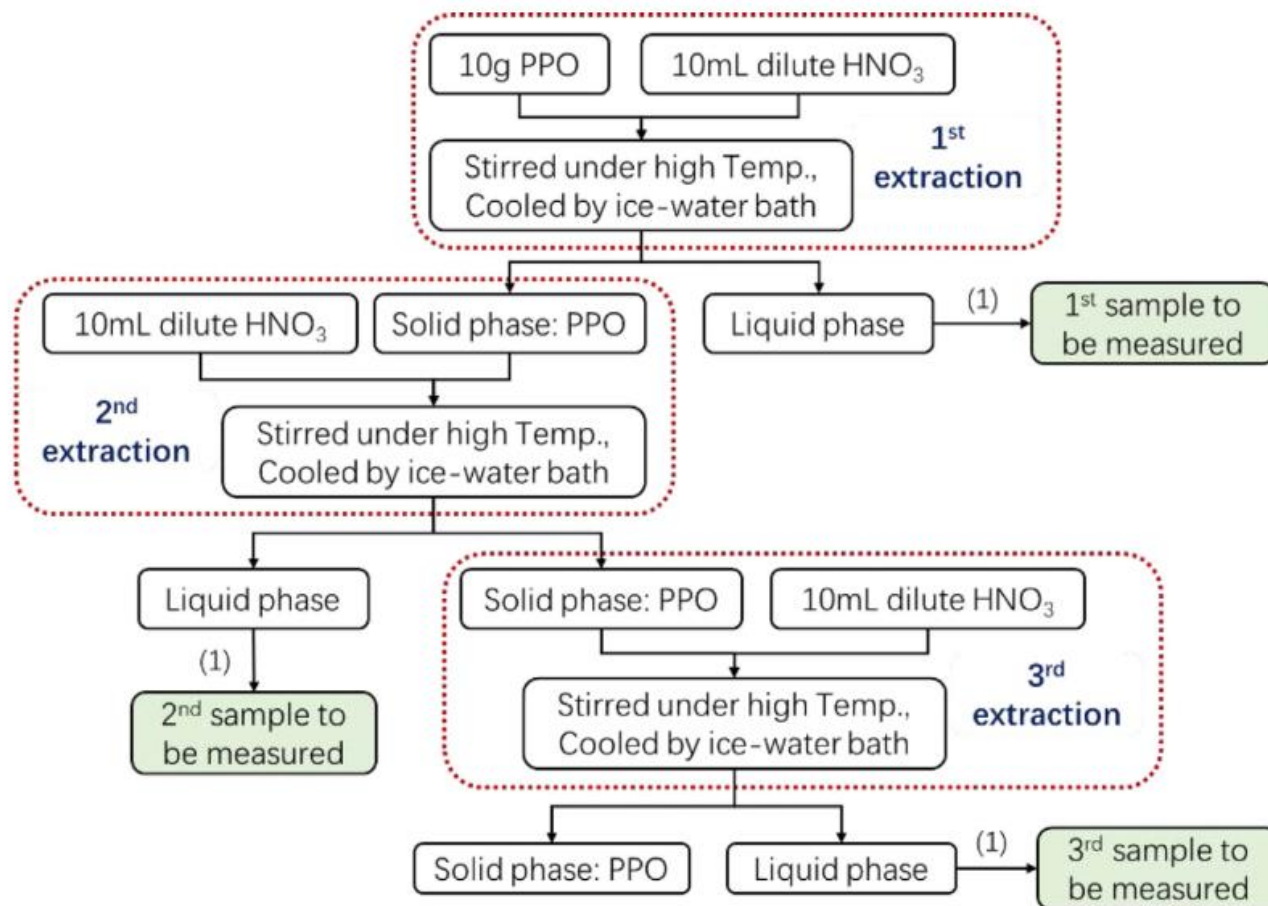 10g PPO
10mL dilute HNO₃
Stirred under high Temp.,
Cooled by ice-water bath
1st
extraction
10mL dilute HNO₃
Solid phase: PPO
Liquid phase
(1)
1st sample to
be measured
2nd
extraction
Stirred under high Temp.,
Cooled by ice-water bath
Liquid phase
Solid phase: PPO
10mL dilute HNO₃
(1)
2nd sample to
be measured
Stirred under high Temp.,
Cooled by ice-water bath
3rd
extraction
Solid phase: PPO
Liquid phase
(1)
3rd sample to
be measured